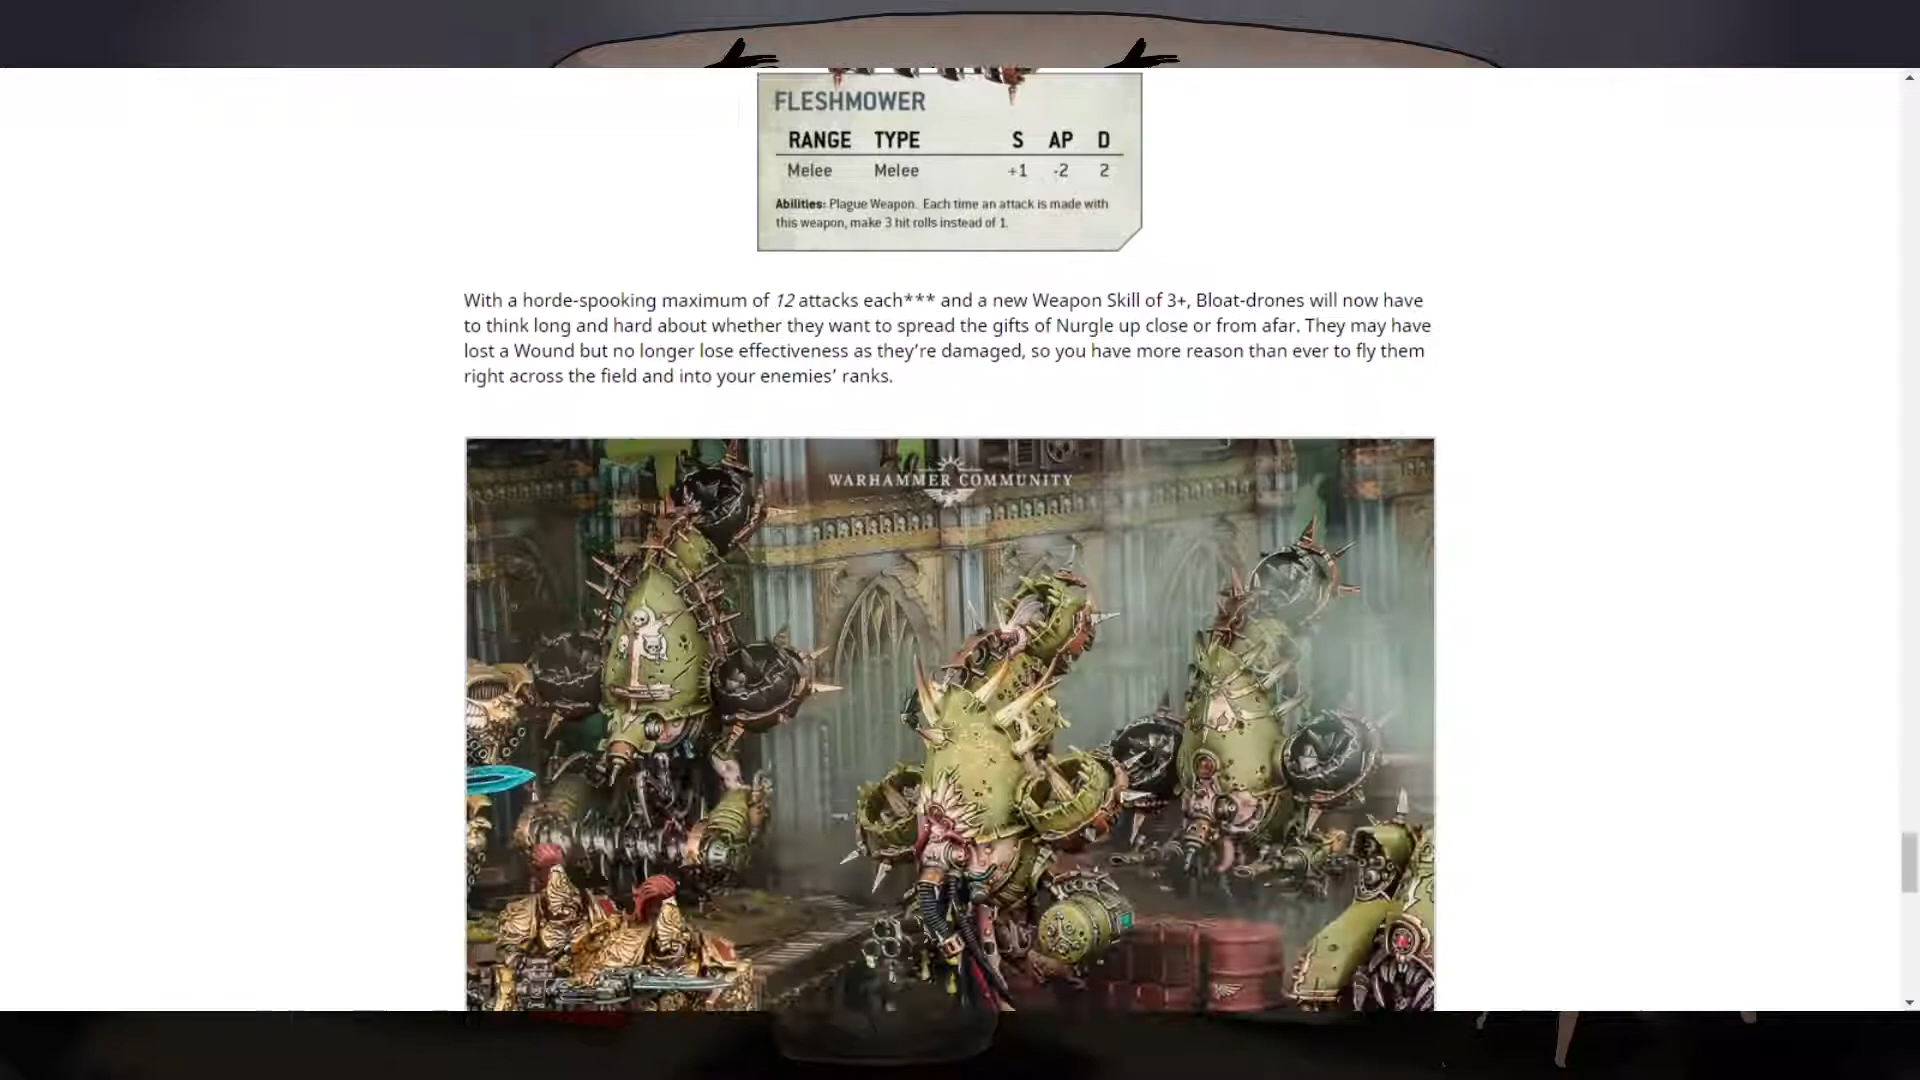 FLESHMOWER
RANGE TYPE S AP D
Melee Melee +1 -2 2
Abilities: Plague Weapon. Each time an attack is made with
this weapon, make 3 hit rolls instead of 1.
With a horde-spooking maximum of 12 attacks each*** and a new Weapon Skill of 3+, Bloat-drones will now have
to think long and hard about whether they want to spread the gifts of Nurgle up close or from afar. They may have
lost a Wound but no longer lose effectiveness as they’re damaged, so you have more reason than ever to fly them
right across the field and into your enemies’ ranks.
WARHAMMER COMMUNITY